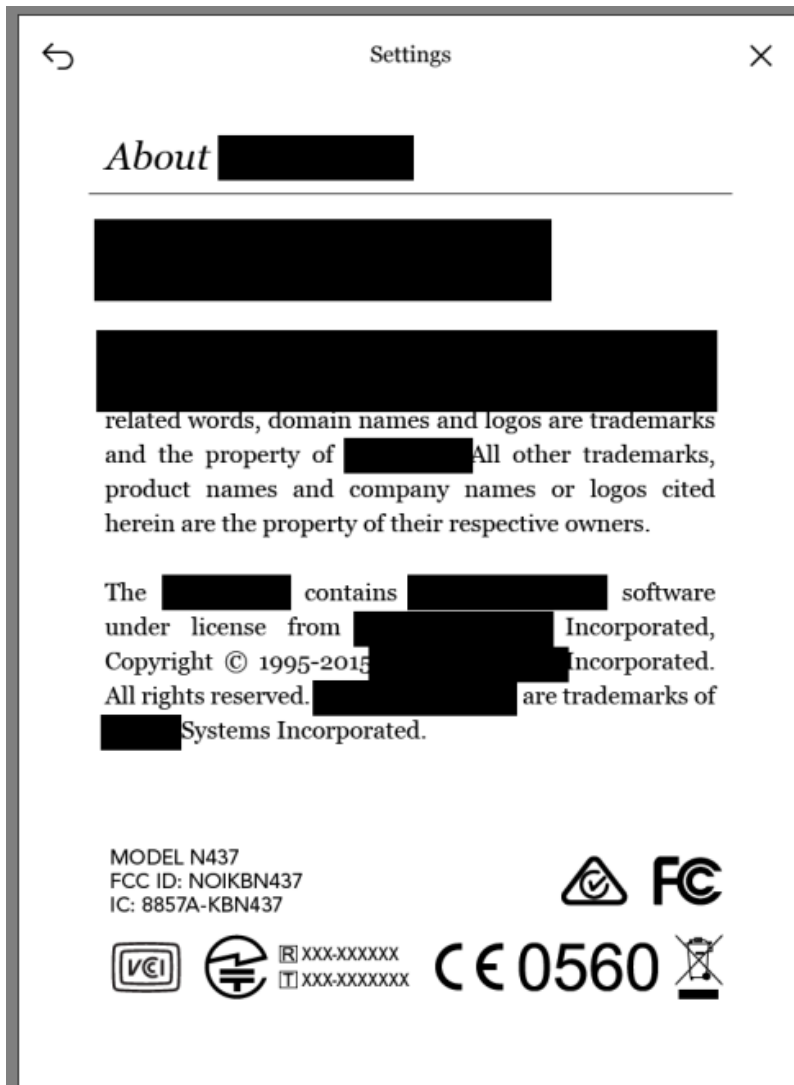 Settings
About
related words, domain names and logos are trademarks
and the property of All other trademarks,
product names and company names or logos cited
herein are the property of their respective owners.
The contains software
under license from Incorporated,
Copyright © 1995-2015 Incorporated.
All rights reserved. are trademarks of
Systems Incorporated.
MODEL N437
FCC ID: NOIKBN437
IC: 8857A-KBN437
FC
VCCI
R XXX-XXXXXX
T XXX-XXXXXXX
CE 0560